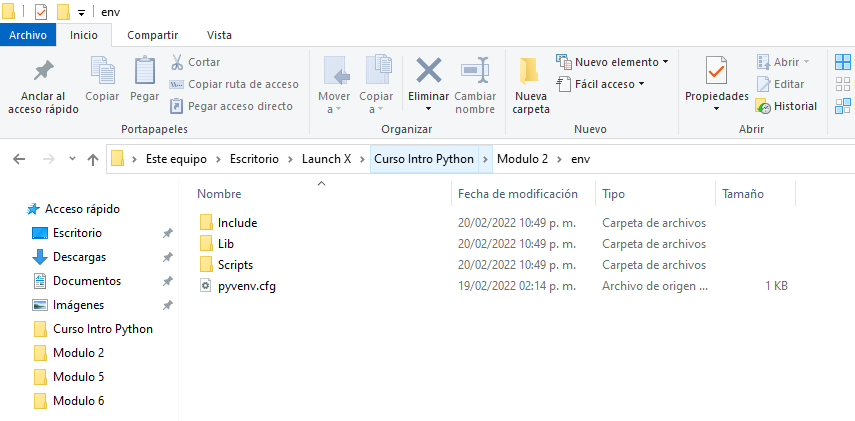 env
Archivo Inicio Compartir Vista
Anclar al acceso rápido
Copiar
Pegar
Cortar
Copiar ruta de acceso
Pegar acceso directo
Portapapeles
Mover a
Copiar a
Eliminar
Cambiar nombre
Organizar
Nueva carpeta
Nuevo elemento
Fácil acceso
Nuevo
Propiedades
Abrir
Editar
Historial
Abrir
Este equipo > Escritorio > Launch X > Curso Intro Python > Modulo 2 > env
Acceso rápido
Escritorio
Descargas
Documentos
Imágenes
Curso Intro Python
Modulo 2
Modulo 5
Modulo 6
Nombre Fecha de modificación Tipo Tamaño
Include 20/02/2022 10:49 p. m. Carpeta de archivos
Lib 20/02/2022 10:49 p. m. Carpeta de archivos
Scripts 20/02/2022 10:49 p. m. Carpeta de archivos
pyvenv.cfg 19/02/2022 02:14 p. m. Archivo de origen ... 1 KB